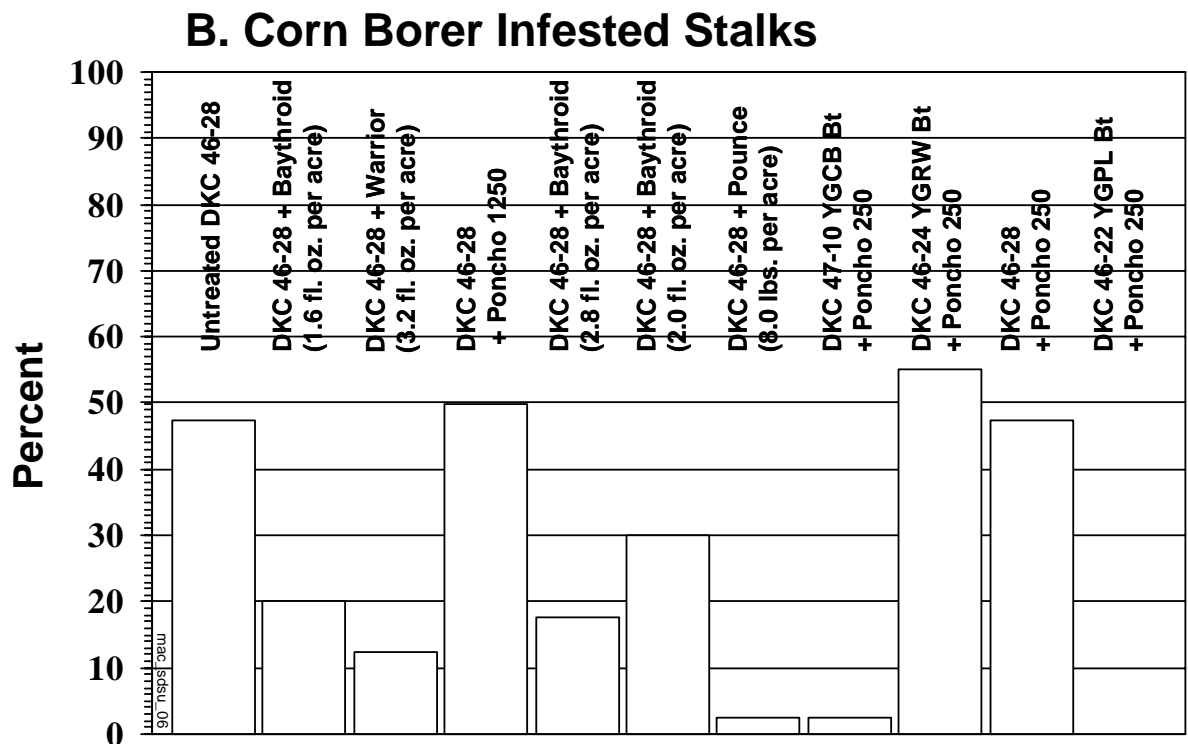 B. Corn Borer Infested Stalks
Percent
100
90
80
70
60
50
40
30
20
10
0
Untreated DKC 46-28
DKC 46-28 + Baythroid
(1.6 fl. oz. per acre)
DKC 46-28 + Warrior
(3.2 fl. oz. per acre)
DKC 46-28
+ Poncho 1250
DKC 46-28 + Baythroid
(2.8 fl. oz. per acre)
DKC 46-28 + Baythroid
(2.0 fl. oz. per acre)
DKC 46-28 + Pounce
(8.0 lbs. per acre)
DKC 47-10 YGCB Bt
+ Poncho 250
DKC 46-24 YGRW Bt
+ Poncho 250
DKC 46-28
+ Poncho 250
DKC 46-22 YGPL Bt
+ Poncho 250
mac_sdsu_06